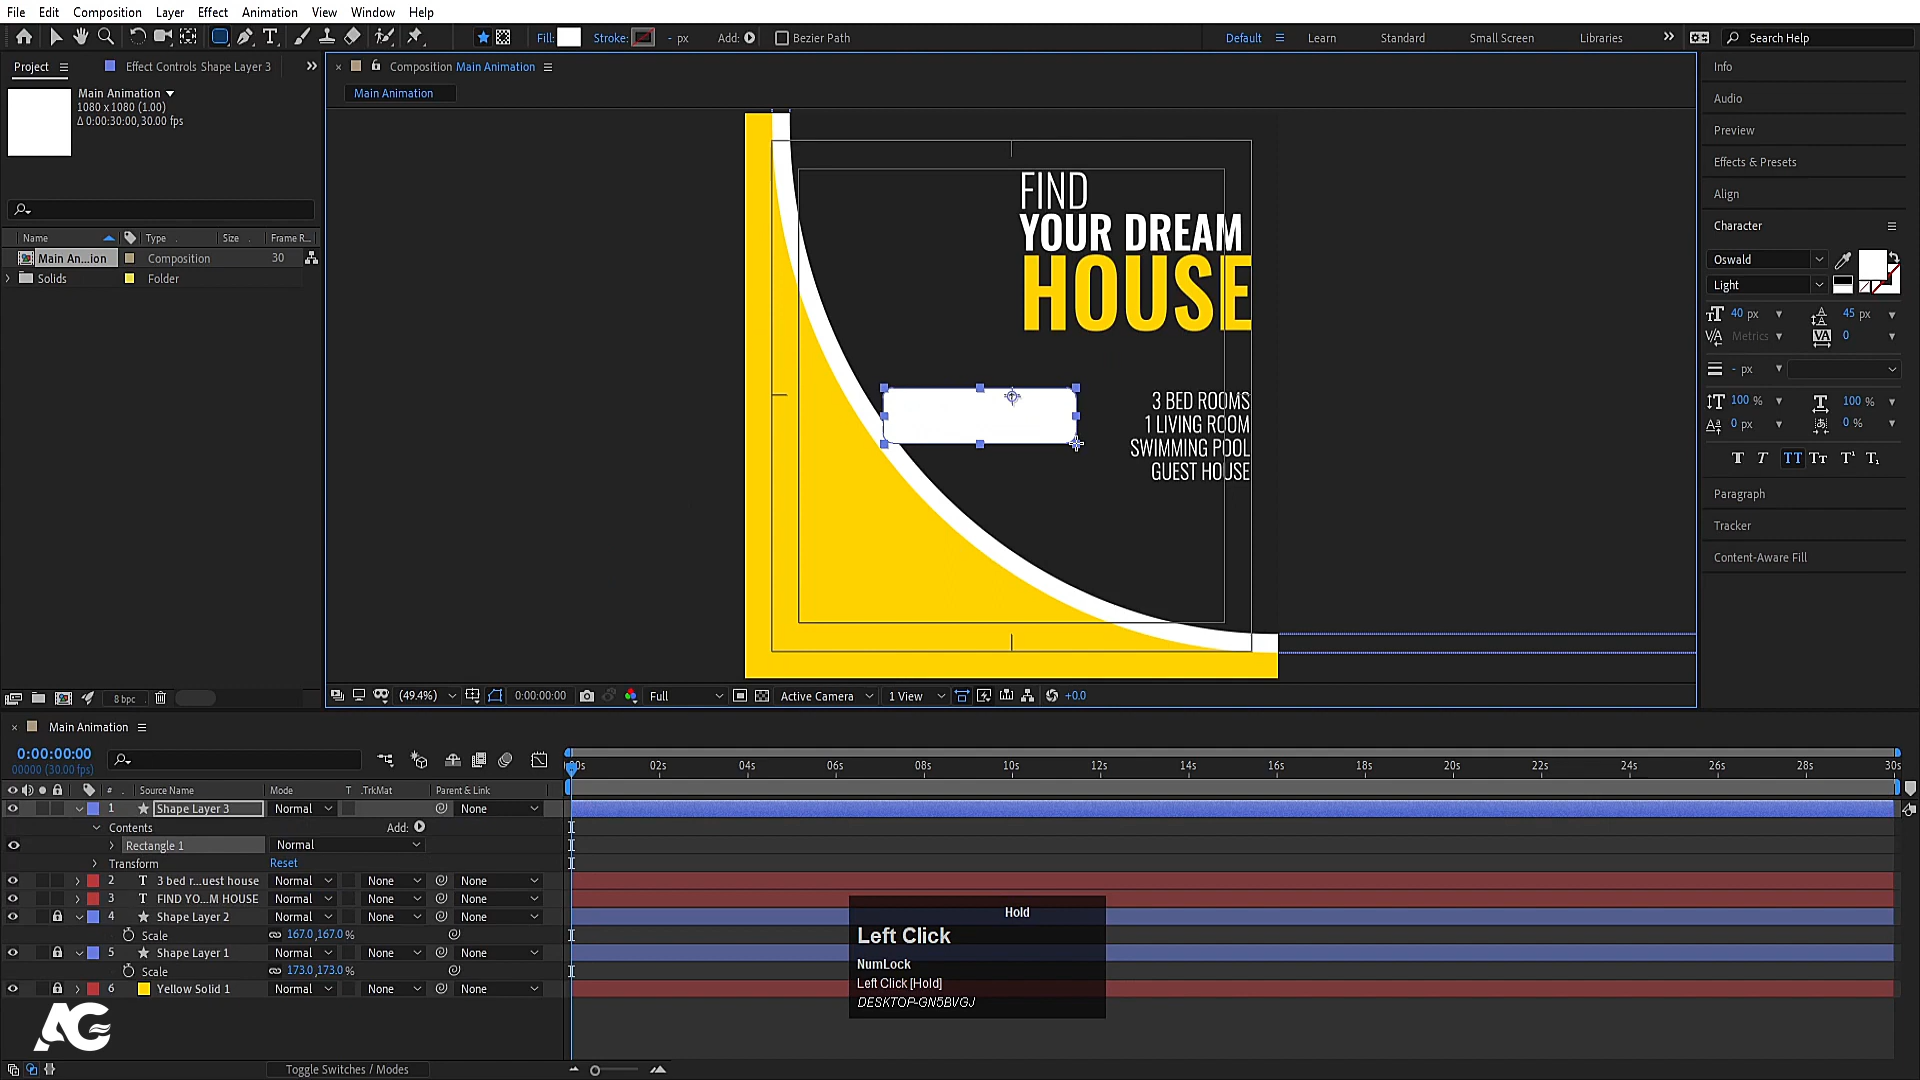 File Edit Composition Layer Effect Animation View Window Help
Fill: Stroke: - px Add: Bezier Path Default Learn Standard Small Screen Libraries Search Help
Project Effect Controls Shape Layer 3 Composition Main Animation Info
Main Animation
1080 x 1080 (1.00)
Δ 0:00:30:00, 30.00 fps
Main Animation
Audio
Preview
Effects & Presets
Align
Character
Oswald
Light
40 px 45 px
Metrics 0
- px
100 % 100 %
0 px 0 %
TT Tt T¹ T₁
Paragraph
Tracker
Content-Aware Fill
Name Type Size Frame R...
Main An...ion Composition 30
Solids Folder
FIND
YOUR DREAM
HOUSE
3 BED ROOMS
1 LIVING ROOM
SWIMMING POOL
GUEST HOUSE
8 bpc (49.4%) 0:00:00:00 Full Active Camera 1 View +0.0
Main Animation
0:00:00:00
00000 (30.00 fps)
02s 04s 06s 08s 10s 12s 14s 16s 18s 20s 22s 24s 26s 28s 30s
# Source Name Mode T .TrkMat Parent & Link
1 Shape Layer 3 Normal None
Contents Add:
Rectangle 1 Normal
Transform Reset
2 T 3 bed r...uest house Normal None None
3 T FIND YO...M HOUSE Normal None None
4 Shape Layer 2 Normal None None
Scale 167.0,167.0 %
5 Shape Layer 1 Normal None None
Scale 173.0,173.0 %
6 Yellow Solid 1 Normal None None
Hold
Left Click
NumLock
Left Click [Hold]
DESKTOP-GN5BVGJ
AG
Toggle Switches / Modes